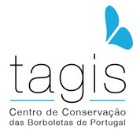 tagis
Centro de Conservação
das Borboletas de Portugal